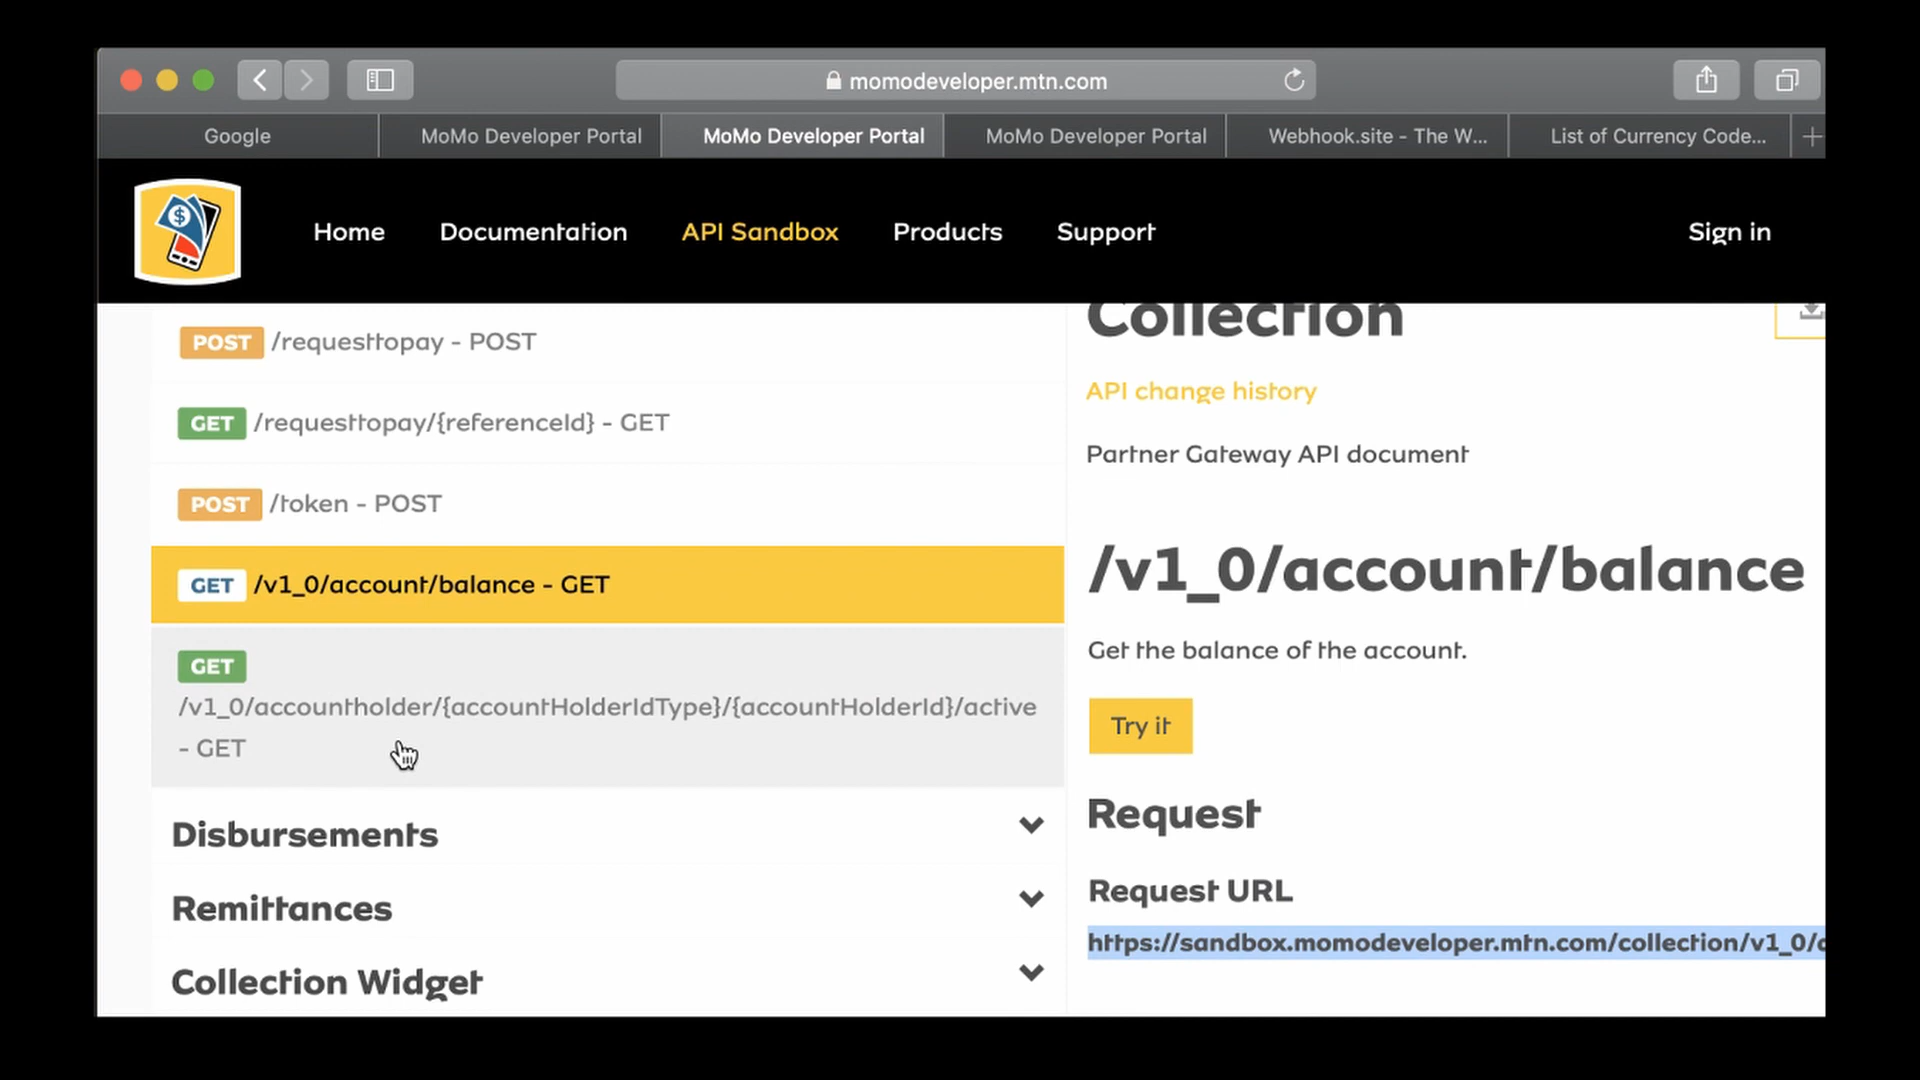 momodeveloper.mtn.com
Google
MoMo Developer Portal
MoMo Developer Portal
MoMo Developer Portal
Webhook.site - The W...
List of Currency Code...
$
Home
Documentation
API Sandbox
Products
Support
Sign in
POST /requesttopay - POST
GET /requesttopay/{referenceId} - GET
POST /token - POST
GET /v1_0/account/balance - GET
GET
/v1_0/accountholder/{accountHolderIdType}/{accountHolderId}/active
- GET
Disbursements
Remittances
Collection Widget
Collection
API change history
Partner Gateway API document
/v1_0/account/balance
Get the balance of the account.
Try it
Request
Request URL
https://sandbox.momodeveloper.mtn.com/collection/v1_0/